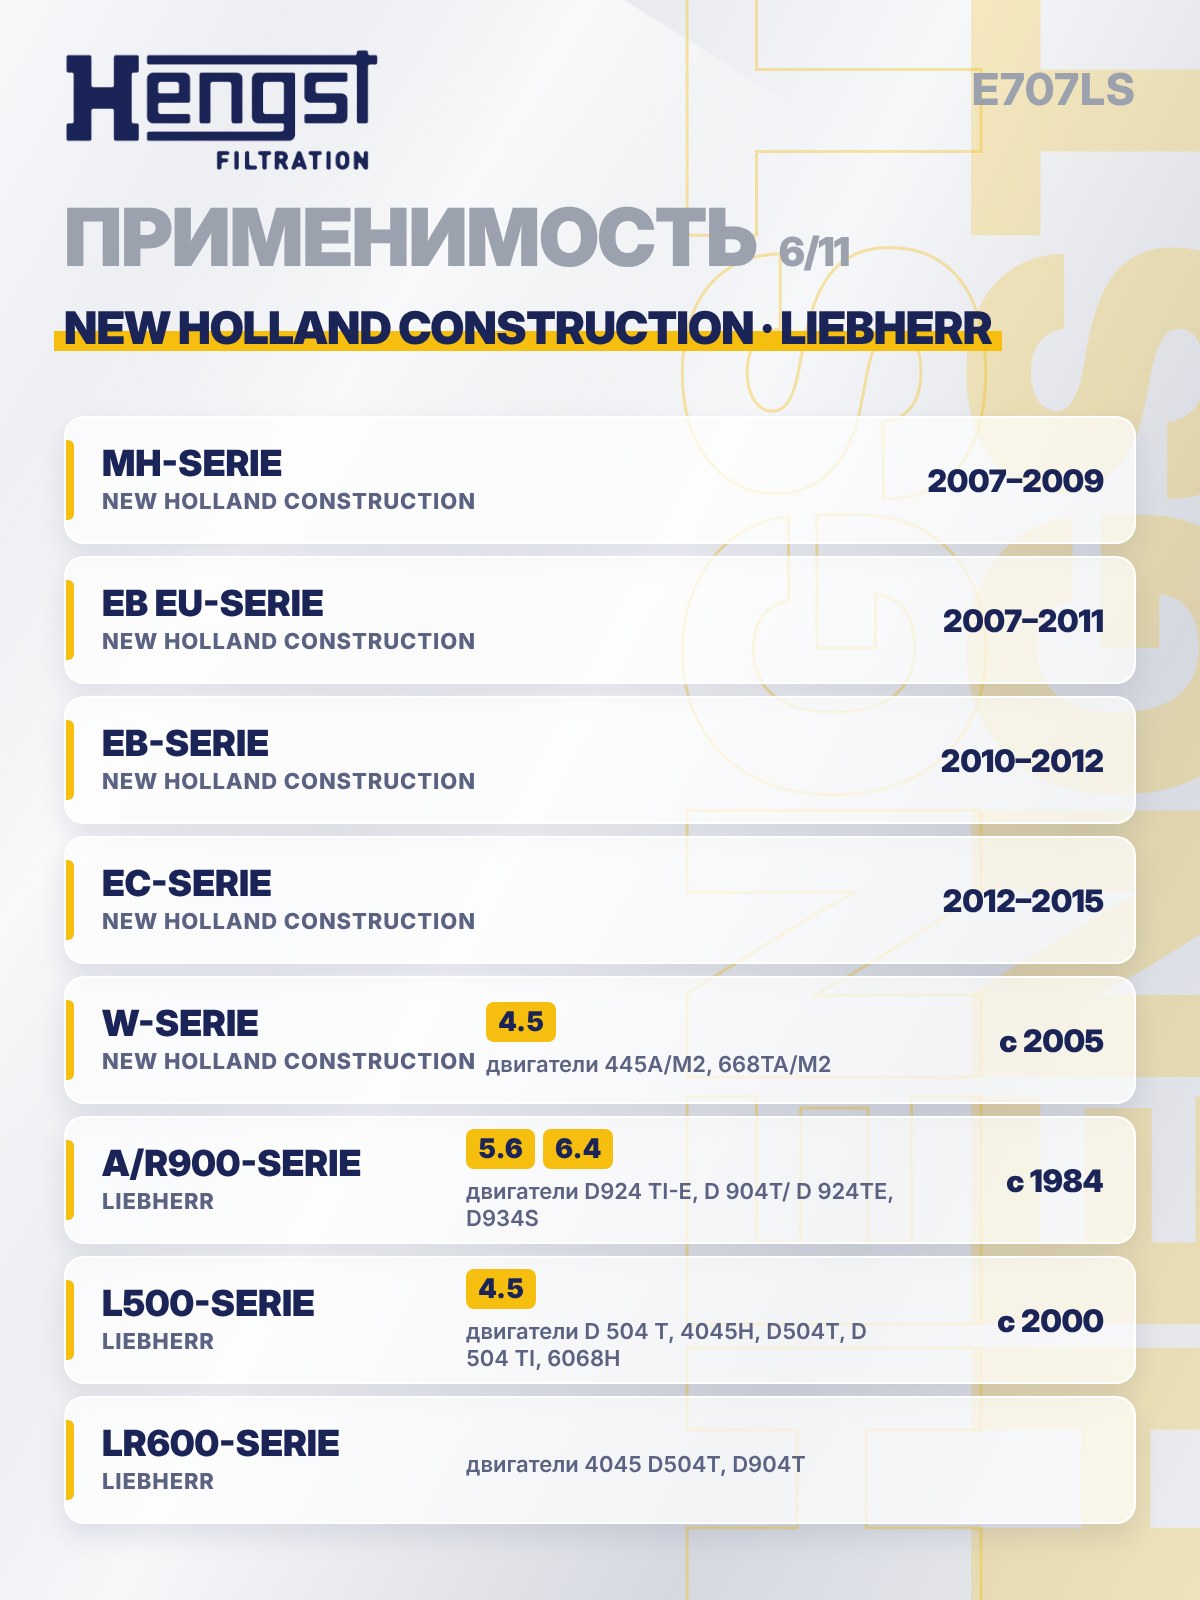 Hengst
FILTRATION
E707LS
ПРИМЕНИМОСТЬ 6/11
NEW HOLLAND CONSTRUCTION · LIEBHERR
MH-SERIE
NEW HOLLAND CONSTRUCTION
2007–2009
EB EU-SERIE
NEW HOLLAND CONSTRUCTION
2007–2011
EB-SERIE
NEW HOLLAND CONSTRUCTION
2010–2012
EC-SERIE
NEW HOLLAND CONSTRUCTION
2012–2015
W-SERIE
NEW HOLLAND CONSTRUCTION
4.5
двигатели 445A/M2, 668TA/M2
с 2005
A/R900-SERIE
LIEBHERR
5.6 6.4
двигатели D924 TI-E, D 904T/ D 924TE,
D934S
с 1984
L500-SERIE
LIEBHERR
4.5
двигатели D 504 T, 4045H, D504T, D
504 TI, 6068H
с 2000
LR600-SERIE
LIEBHERR
двигатели 4045 D504T, D904T
HENGST
HENGST